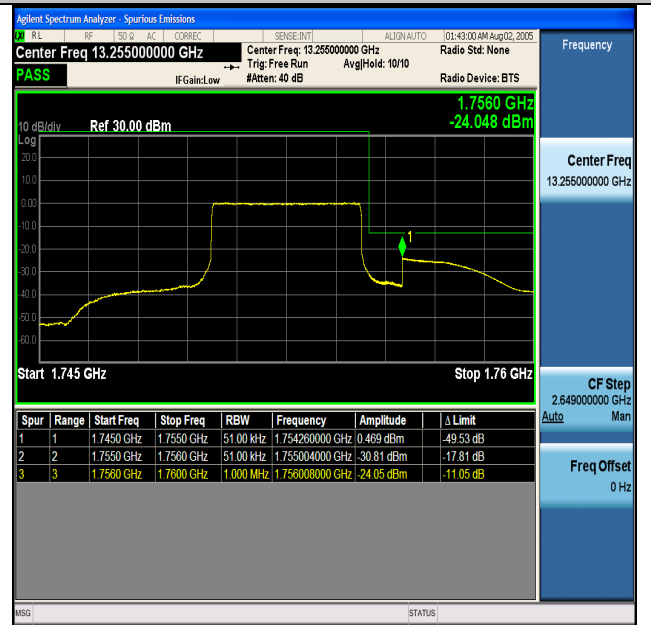 Agilent Spectrum Analyzer - Spurious Emissions
LXI RL RF 50 Ω AC CORREC SENSE:INT ALIGN AUTO 01:43:00 AM Aug 02, 2005
Center Freq 13.255000000 GHz
Center Freq: 13.255000000 GHz
Radio Std: None
Trig: Free Run Avg|Hold: 10/10
PASS
IFGain:Low
#Atten: 40 dB
Radio Device: BTS
Frequency
1.7560 GHz
-24.048 dBm
10 dB/div Ref 30.00 dBm
Log
20.0
10.0
0.00
-10.0
-20.0
-30.0
-40.0
-50.0
-60.0
1
Start 1.745 GHz
Stop 1.76 GHz
Center Freq
13.255000000 GHz
CF Step
2.649000000 GHz
Auto Man
Freq Offset
0 Hz
Spur Range Start Freq Stop Freq RBW Frequency Amplitude Δ Limit
1 1 1.7450 GHz 1.7550 GHz 51.00 kHz 1.754260000 GHz 0.469 dBm -49.53 dB
2 2 1.7550 GHz 1.7560 GHz 51.00 kHz 1.755004000 GHz -30.81 dBm -17.81 dB
3 3 1.7560 GHz 1.7600 GHz 1.000 MHz 1.756008000 GHz -24.05 dBm -11.05 dB
MSG
STATUS